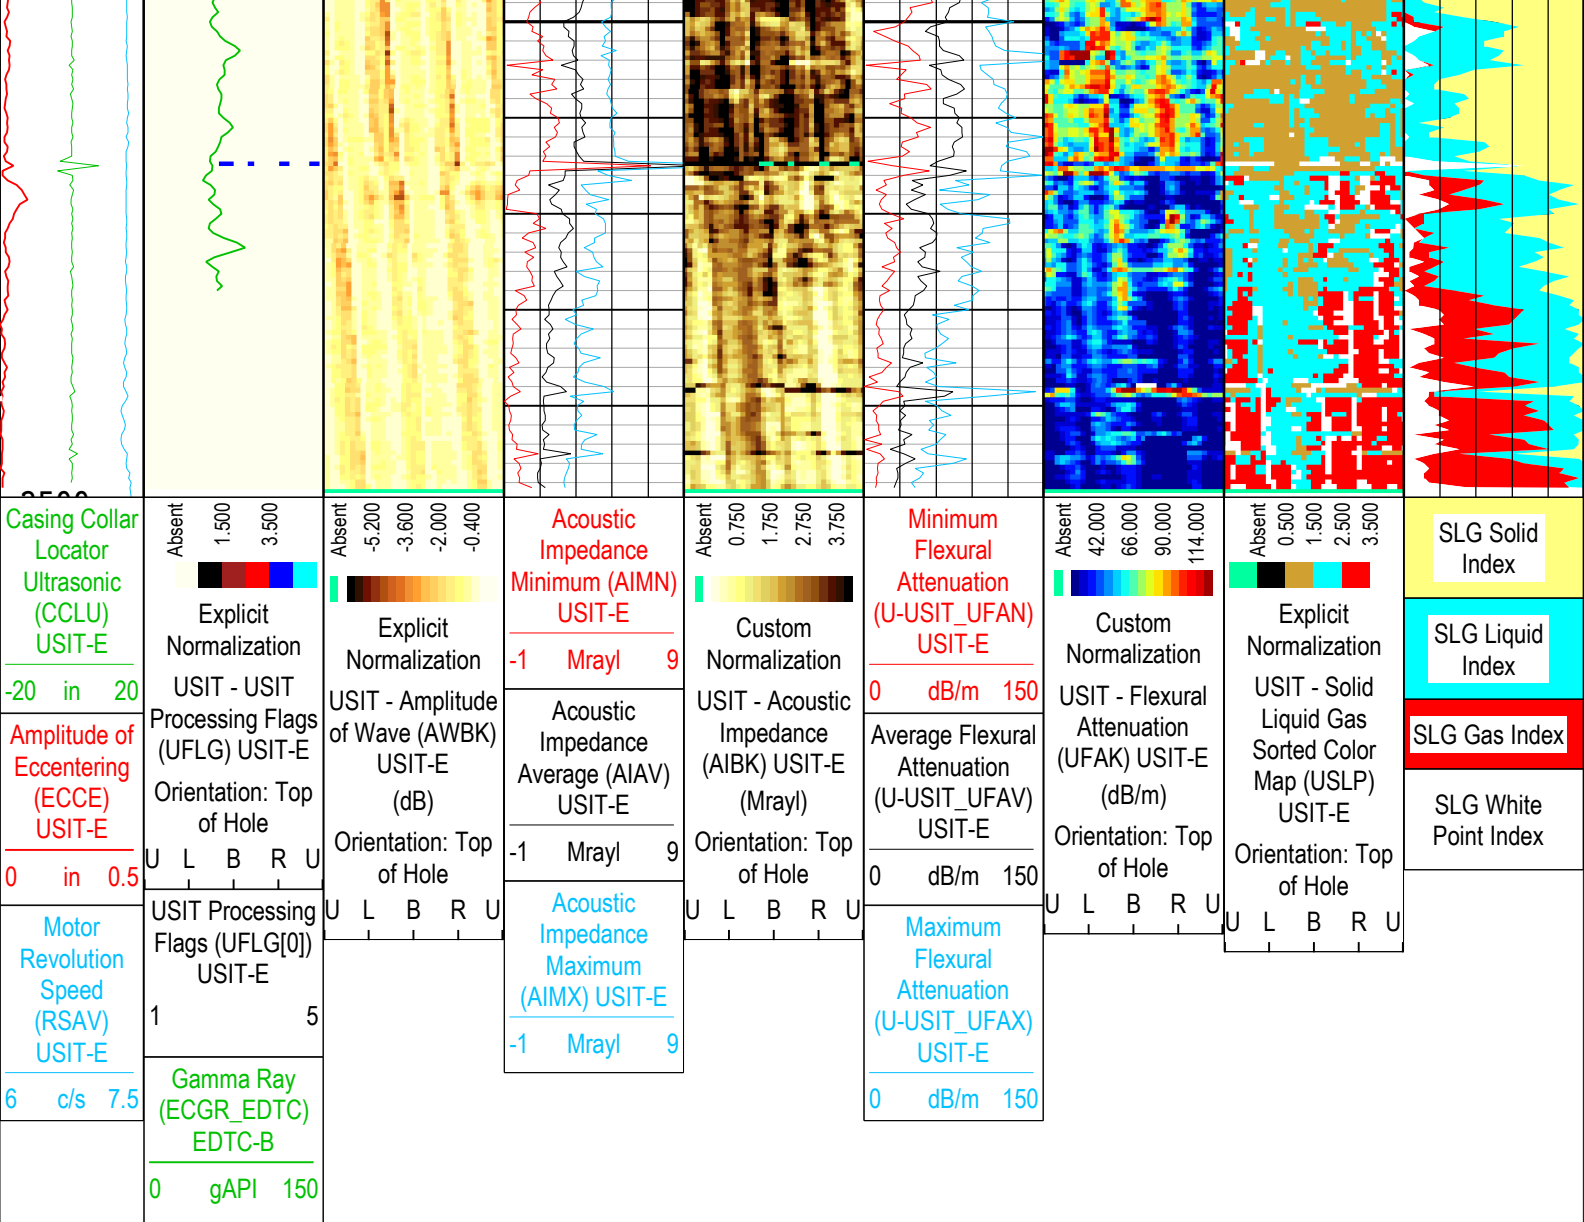 Casing Collar
Locator
Ultrasonic
(CCLU)
USIT-E
-20 in 20
Amplitude of
Eccentering
(ECCE)
USIT-E
0 in 0.5
Motor
Revolution
Speed
(RSAV)
USIT-E
6 c/s 7.5
Absent
1.500
3.500
Explicit
Normalization
USIT - USIT
Processing Flags
(UFLG) USIT-E
Orientation: Top
of Hole
U L B R U
USIT Processing
Flags (UFLG[0])
USIT-E
1 5
Gamma Ray
(ECGR_EDTC)
EDTC-B
0 gAPI 150
Absent
-5.200
-3.600
-2.000
-0.400
Explicit
Normalization
USIT - Amplitude
of Wave (AWBK)
USIT-E
(dB)
Orientation: Top
of Hole
U L B R U
Acoustic
Impedance
Minimum (AIMN)
USIT-E
-1 Mrayl 9
Acoustic
Impedance
Average (AIAV)
USIT-E
-1 Mrayl 9
Acoustic
Impedance
Maximum
(AIMX) USIT-E
-1 Mrayl 9
Absent
0.750
1.750
2.750
3.750
Custom
Normalization
USIT - Acoustic
Impedance
(AIBK) USIT-E
(Mrayl)
Orientation: Top
of Hole
U L B R U
Minimum
Flexural
Attenuation
(U-USIT_UFAN)
USIT-E
0 dB/m 150
Average Flexural
Attenuation
(U-USIT_UFAV)
USIT-E
0 dB/m 150
Maximum
Flexural
Attenuation
(U-USIT_UFAX)
USIT-E
0 dB/m 150
Absent
42.000
66.000
90.000
114.000
Custom
Normalization
USIT - Flexural
Attenuation
(UFAK) USIT-E
(dB/m)
Orientation: Top
of Hole
U L B R U
Absent
0.500
1.500
2.500
3.500
Explicit
Normalization
USIT - Solid
Liquid Gas
Sorted Color
Map (USLP)
USIT-E
Orientation: Top
of Hole
U L B R U
SLG Solid
Index
SLG Liquid
Index
SLG Gas Index
SLG White
Point Index